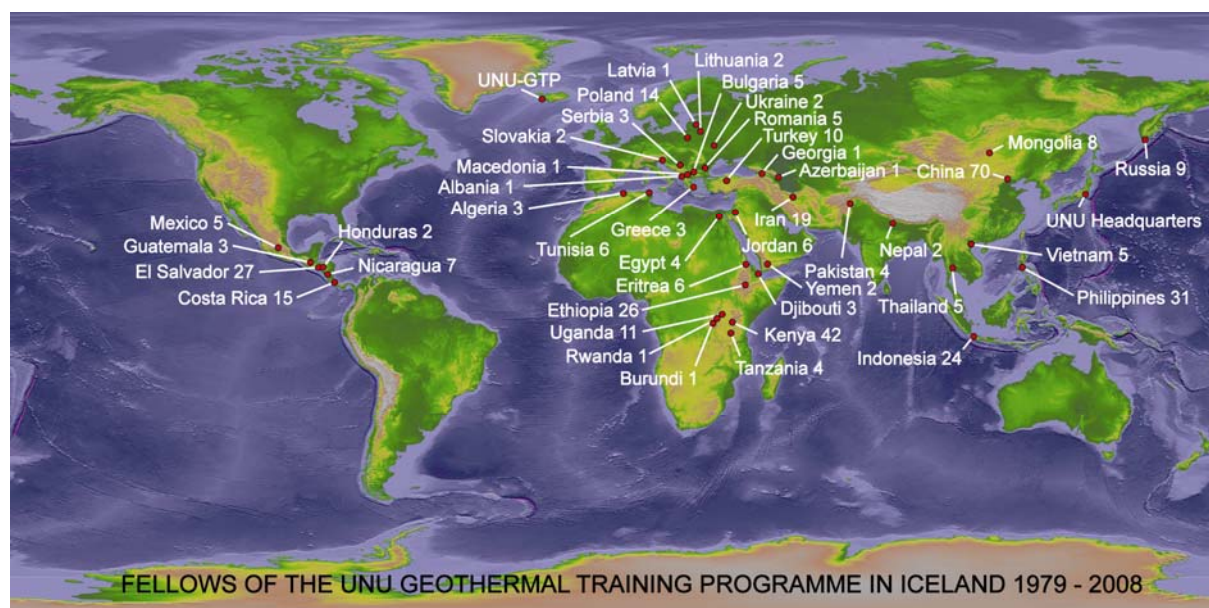 Lithuania 2
Latvia 1
Bulgaria 5
UNU-GTP
Poland 14
Ukraine 2
Serbia 3
Romania 5
Slovakia 2
Turkey 10
Mongolia 8
Georgia 1
Russia 9
Macedonia 1
Azerbaijan 1
China 70
Albania 1
Algeria 3
Iran 19
UNU Headquarters
Mexico 5
Honduras 2
Greece 3
Tunisia 6
Jordan 6
Nepal 2
Guatemala 3
Vietnam 5
Egypt 4
El Salvador 27
Nicaragua 7
Pakistan 4
Eritrea 6
Yemen 2
Philippines 31
Costa Rica 15
Thailand 5
Ethiopia 26
Djibouti 3
Uganda 11
Kenya 42
Rwanda 1
Indonesia 24
Tanzania 4
Burundi 1
FELLOWS OF THE UNU GEOTHERMAL TRAINING PROGRAMME IN ICELAND 1979 - 2008